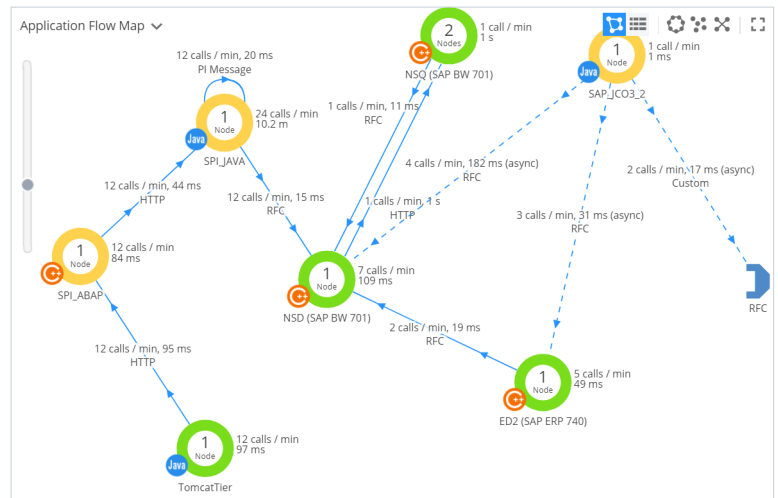 Application Flow Map
2
Nodes
1 call / min
1 s
NSQ (SAP BW 701)
1
Node
1 call / min
1 ms
Java
SAP_JCO3_2
12 calls / min, 20 ms
PI Message
1
Node
24 calls / min
10.2 m
Java
SPI_JAVA
1 calls / min, 11 ms
RFC
4 calls / min, 182 ms (async)
RFC
2 calls / min, 17 ms (async)
Custom
12 calls / min, 44 ms
HTTP
12 calls / min, 15 ms
RFC
1 calls / min, 1 s
HTTP
3 calls / min, 31 ms (async)
RFC
1
Node
12 calls / min
84 ms
SPI_ABAP
1
Node
7 calls / min
109 ms
NSD (SAP BW 701)
RFC
2 calls / min, 19 ms
RFC
12 calls / min, 95 ms
HTTP
1
Node
5 calls / min
49 ms
ED2 (SAP ERP 740)
1
Node
12 calls / min
97 ms
Java
TomcatTier